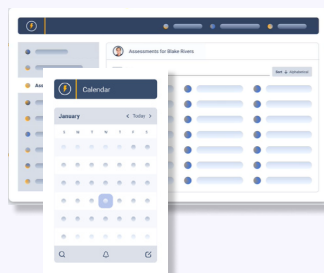 Assessments for Blake Rivers
Sort: Alphabetical
Calendar
January
Today
S M T W T F S